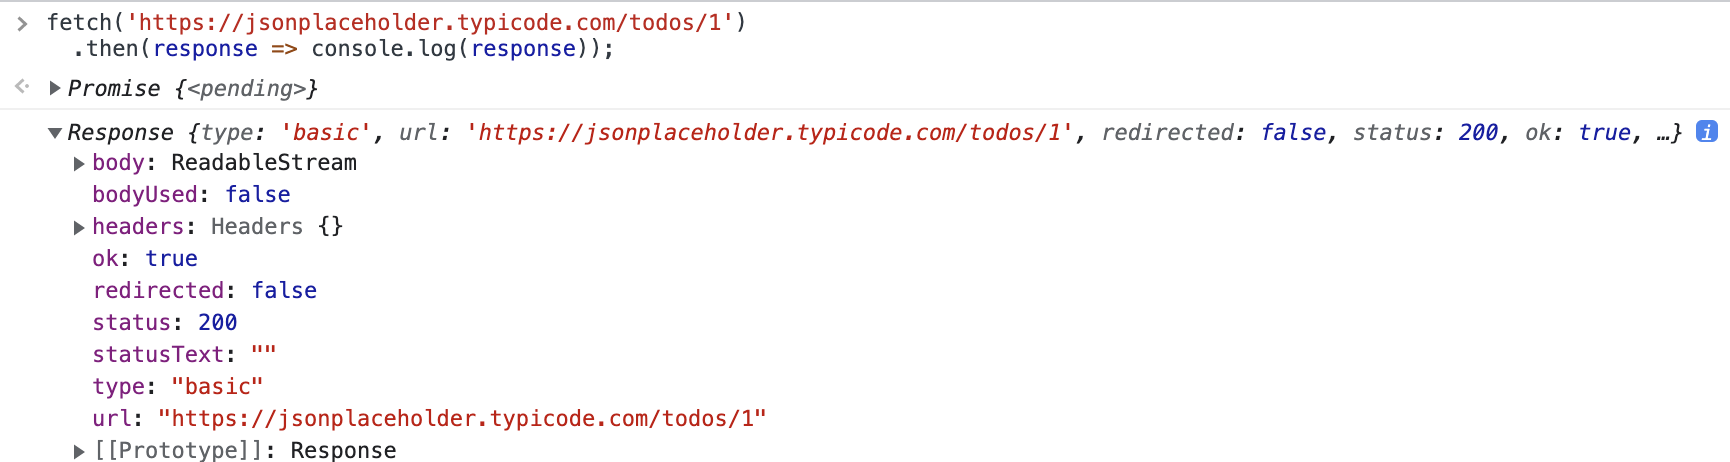 fetch('https://jsonplaceholder.typicode.com/todos/1')
.then(response => console.log(response));
Promise {<pending>}
Response {type: 'basic', url: 'https://jsonplaceholder.typicode.com/todos/1', redirected: false, status: 200, ok: true, …} i
body: ReadableStream
bodyUsed: false
headers: Headers {}
ok: true
redirected: false
status: 200
statusText: ""
type: "basic"
url: "https://jsonplaceholder.typicode.com/todos/1"
[[Prototype]]: Response